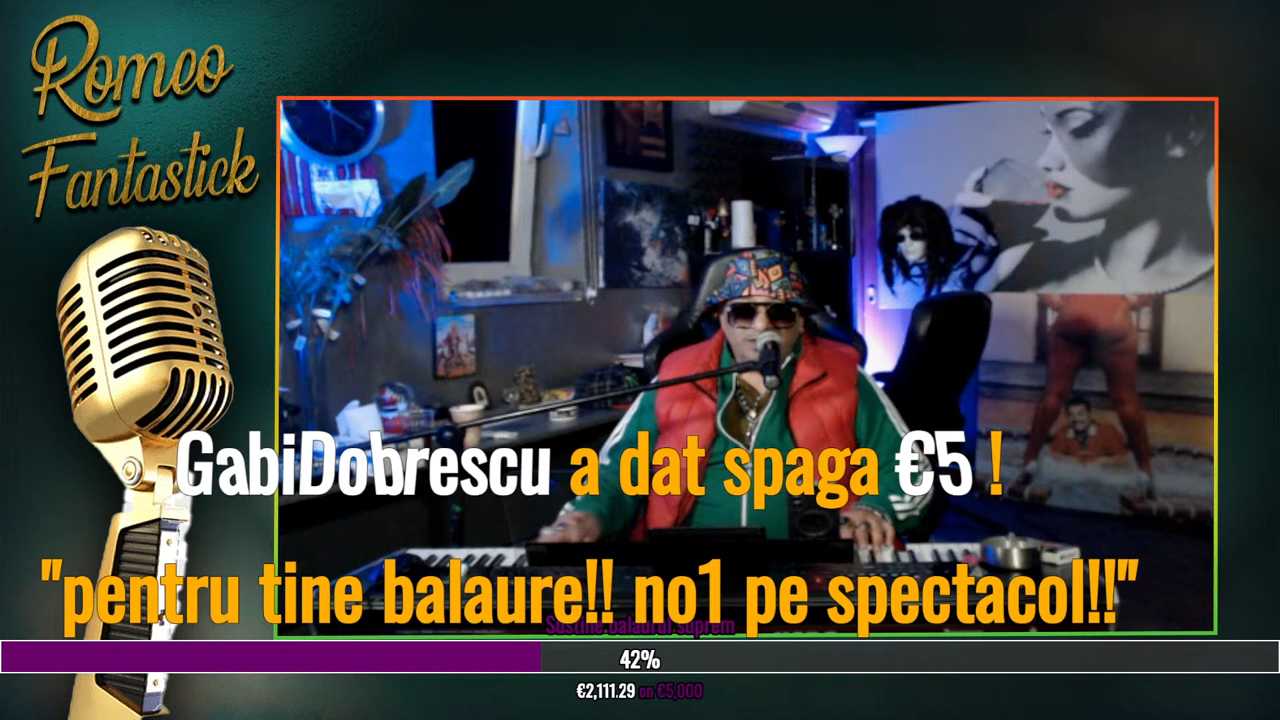 Romeo
Fantastick
GabiDobrescu a dat spaga €5 !
"pentru tine balaure!! no1 pe spectacol!!"
Sustine balaurul suprem
42%
€2,111.29 on €5,000